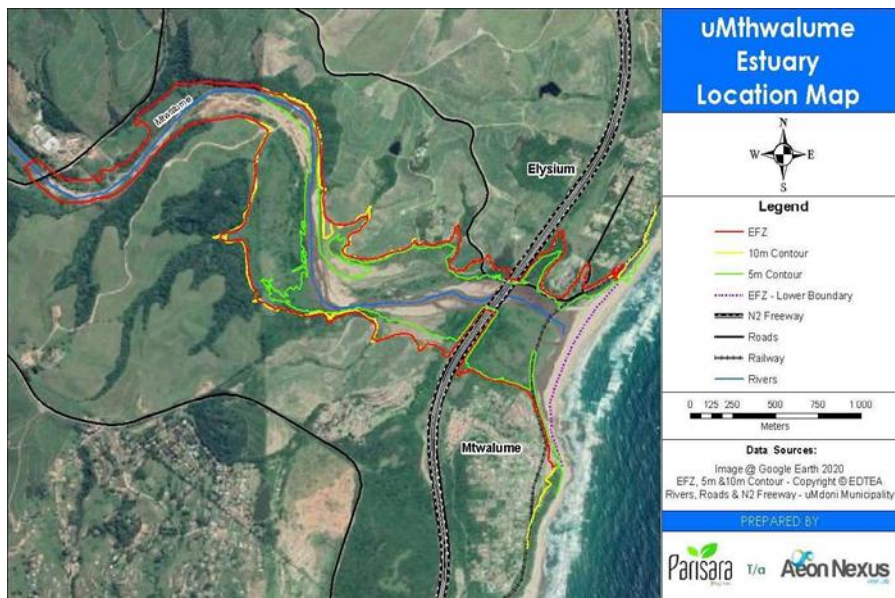 uMthwalume
Estuary
Location Map
N
W E
S
Legend
EFZ
10m Contour
5m Contour
EFZ - Lower Boundary
N2 Freeway
Roads
Railway
Rivers
0 125 250 500 750 1 000
Meters
Data Sources:
Image @ Google Earth 2020
EFZ, 5m &10m Contour - Copyright © EDTEA
Rivers, Roads & N2 Freeway - uMdoni Municipality
PREPARED BY
Parisara T/a Aeon Nexus
Mtwalume
Elysium
Mtwalume